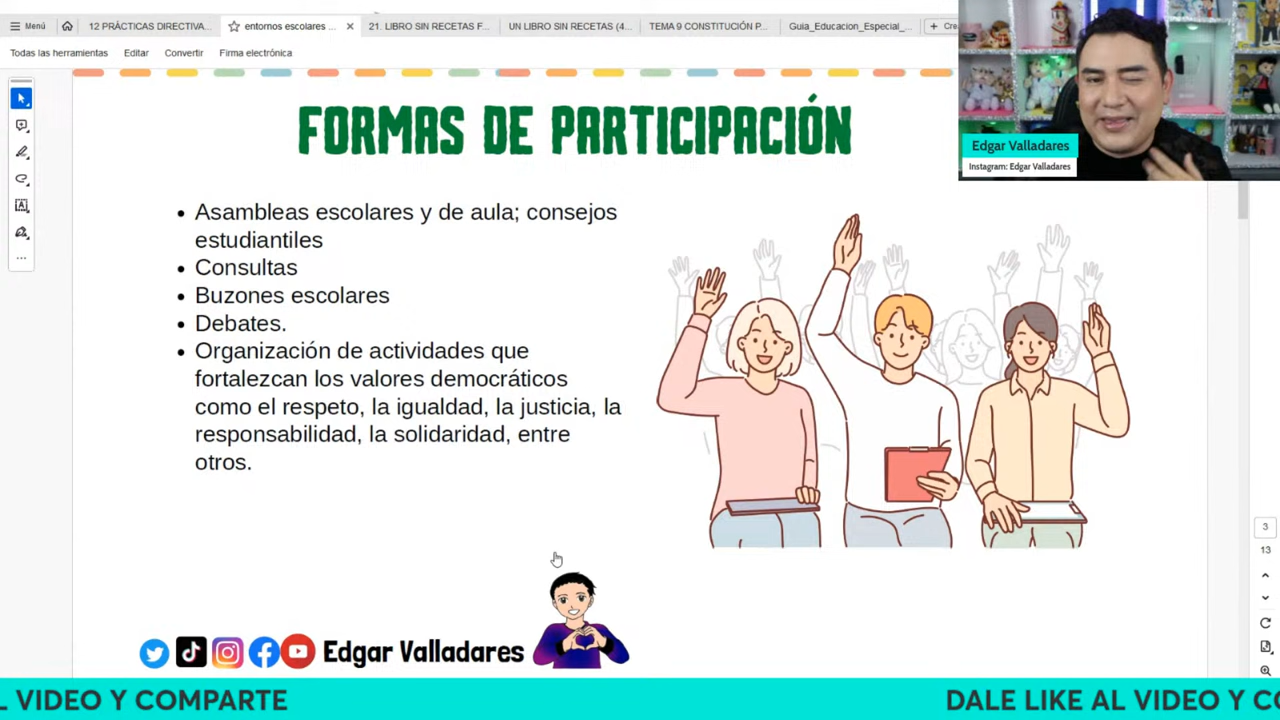 Menú
12 PRÁCTICAS DIRECTIVA...
entornos escolares ...
21. LIBRO SIN RECETAS F...
UN LIBRO SIN RECETAS (4...
TEMA 9 CONSTITUCIÓN P...
Guia_Educacion_Especial_...
Todas las herramientas
Editar
Convertir
Firma electrónica
Edgar Valladares
Instagram: Edgar Valladares
FORMAS DE PARTICIPACIÓN
• Asambleas escolares y de aula; consejos
estudiantiles
• Consultas
• Buzones escolares
• Debates.
• Organización de actividades que
fortalezcan los valores democráticos
como el respeto, la igualdad, la justicia, la
responsabilidad, la solidaridad, entre
otros.
3
13
Edgar Valladares
VIDEO Y COMPARTE
DALE LIKE AL VIDEO Y